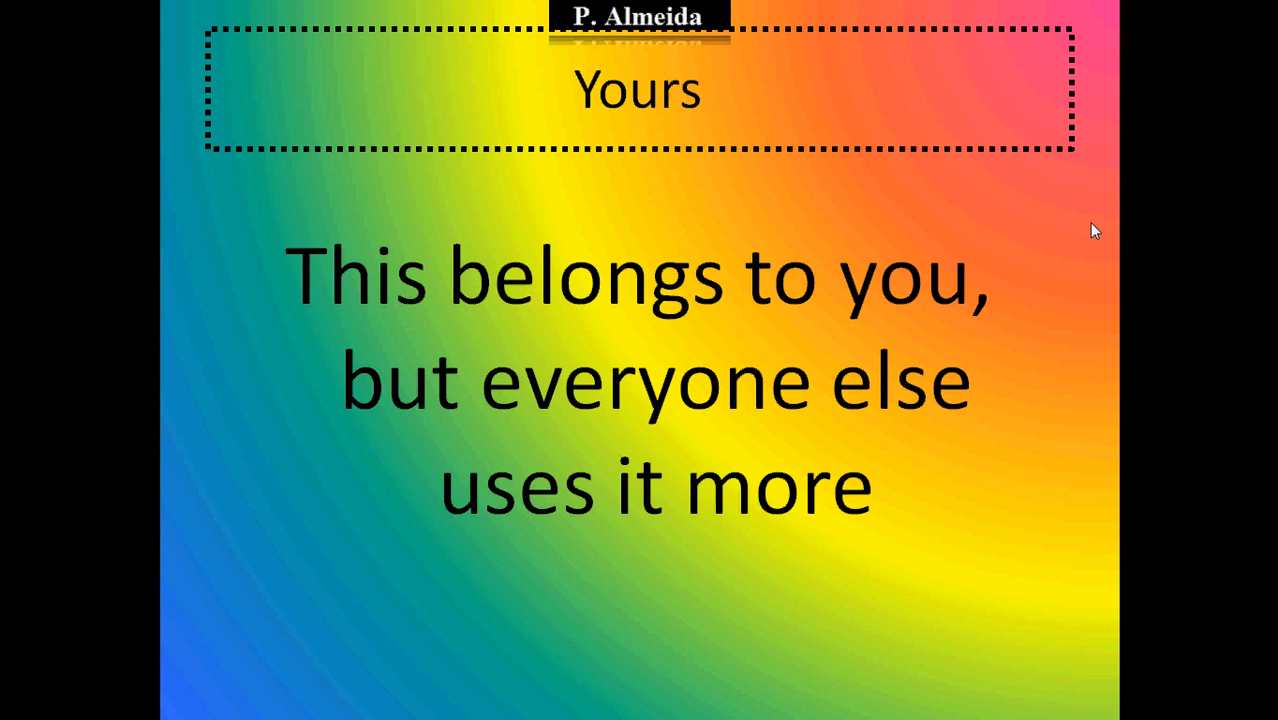 P. Almeida
Yours
This belongs to you,
but everyone else
uses it more